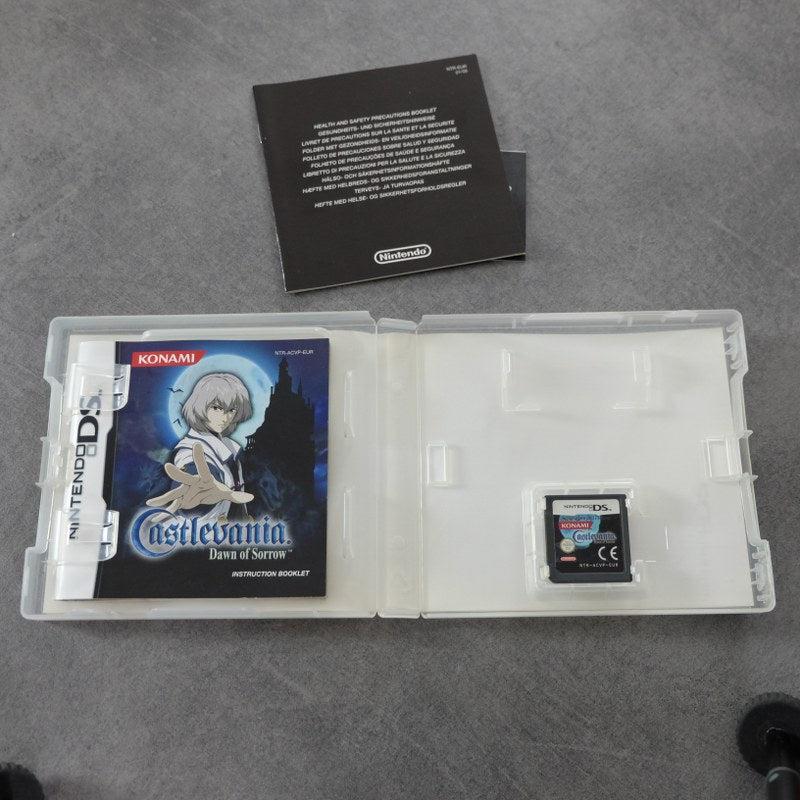 NTR-EUR
HEALTH AND SAFETY PRECAUTIONS BOOKLET
GESUNDHEITS- UND SICHERHEITSHINWEISE
LIVRET DE PRECAUTIONS SUR LA SANTE ET LA SECURITE
FOLDER MET GEZONDHEIDS- EN VEILIGHEIDSINFORMATIE
FOLLETO DE PRECAUCIONES SOBRE SALUD Y SEGURIDAD
FOLHETO DE PRECAUÇÕES DE SAÚDE E SEGURANÇA
LIBRETTO DI PRECAUZIONI PER LA SALUTE E LA SICUREZZA
HÄLSO- OCH SÄKERHETSINFORMATIONSHÄFTE
HÆFTE MED HELBREDS- OG SIKKERHEDSFORANSTALTNINGER
TERVEYS- JA TURVAOPAS
HEFTE MED HELSE- OG SIKKERHETSFORHOLDSREGLER
Nintendo
NINTENDO DS™
KONAMI
NTR-ACVP-EUR
Castlevania®
Dawn of Sorrow™
INSTRUCTION BOOKLET
NINTENDO DS™
KONAMI
Castlevania
CE
NTR-ACVP-EUR